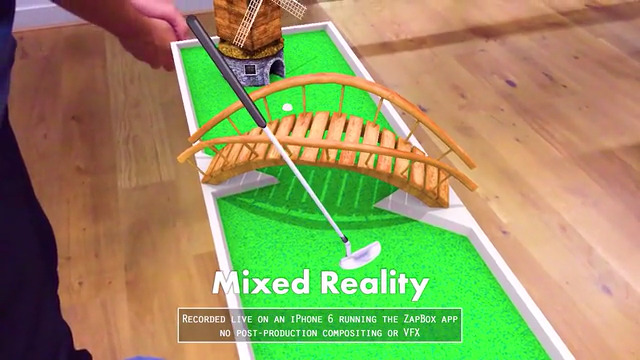 Mixed Reality
Recorded live on an iPhone 6 running the ZapBox app
no post-production compositing or VFX